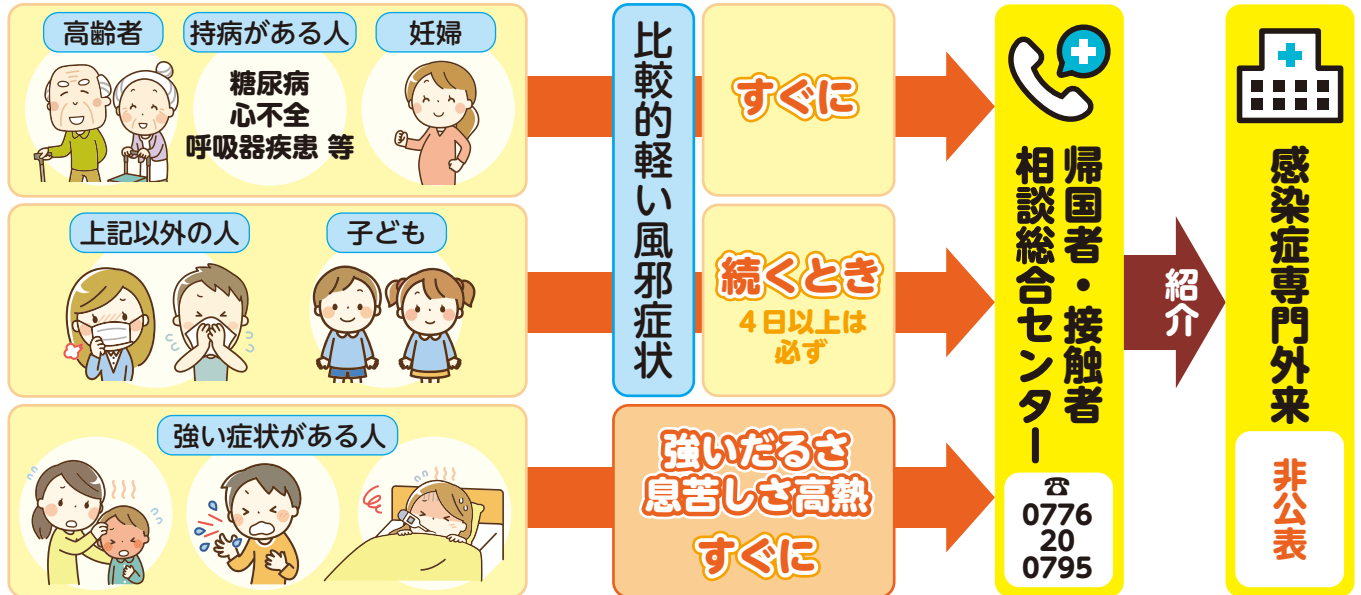 高齢者
持病がある人
妊婦
糖尿病
心不全
呼吸器疾患 等
上記以外の人
子ども
強い症状がある人
比較的軽い風邪症状
すぐに
続くとき
４日以上は
必ず
強いだるさ
息苦しさ高熱
すぐに
帰国者・接触者
相談総合センター
☎
0776
20
0795
紹介
感染症専門外来
非公表